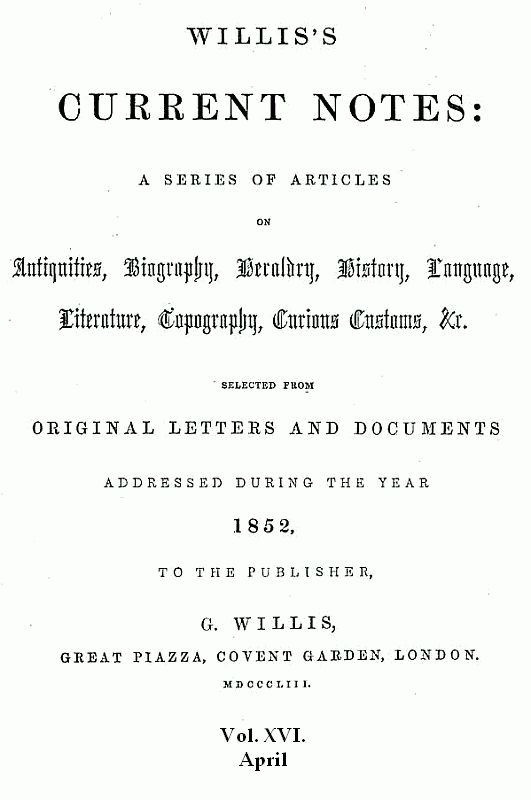 WILLIS'S
CURRENT NOTES:
A SERIES OF ARTICLES
ON
Antiquities, Biography, Heraldry, History, Language,
Literature, Topography, Curious Customs, &c.
SELECTED FROM
ORIGINAL LETTERS AND DOCUMENTS
ADDRESSED DURING THE YEAR
1852,
TO THE PUBLISHER,
G. WILLIS,
GREAT PIAZZA, COVENT GARDEN, LONDON.
MDCCCLIII.
Vol. XVI.
April